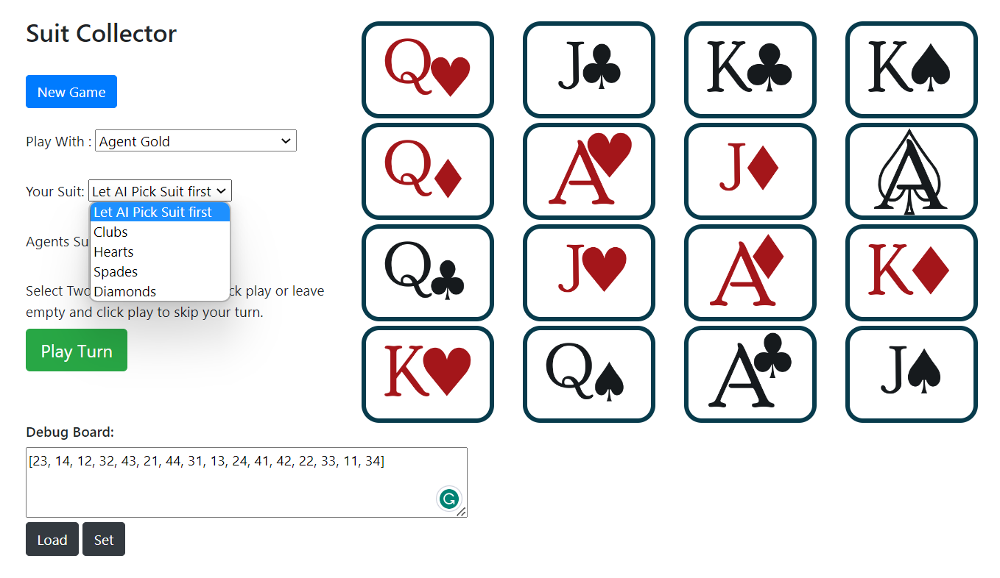 Suit Collector
New Game
Play With : Agent Gold
Your Suit: Let AI Pick Suit first
Let AI Pick Suit first
Clubs
Hearts
Spades
Diamonds
Agents Su
Select Two ck play or leave
empty and click play to skip your turn.
Play Turn
Q♥ J♣ K♣ K♠
Q♦ A♥ J♦ A♠
Q♣ J♥ A♦ K♦
K♥ Q♠ A♣ J♠
Debug Board:
[23, 14, 12, 32, 43, 21, 44, 31, 13, 24, 41, 42, 22, 33, 11, 34]
G
Load Set